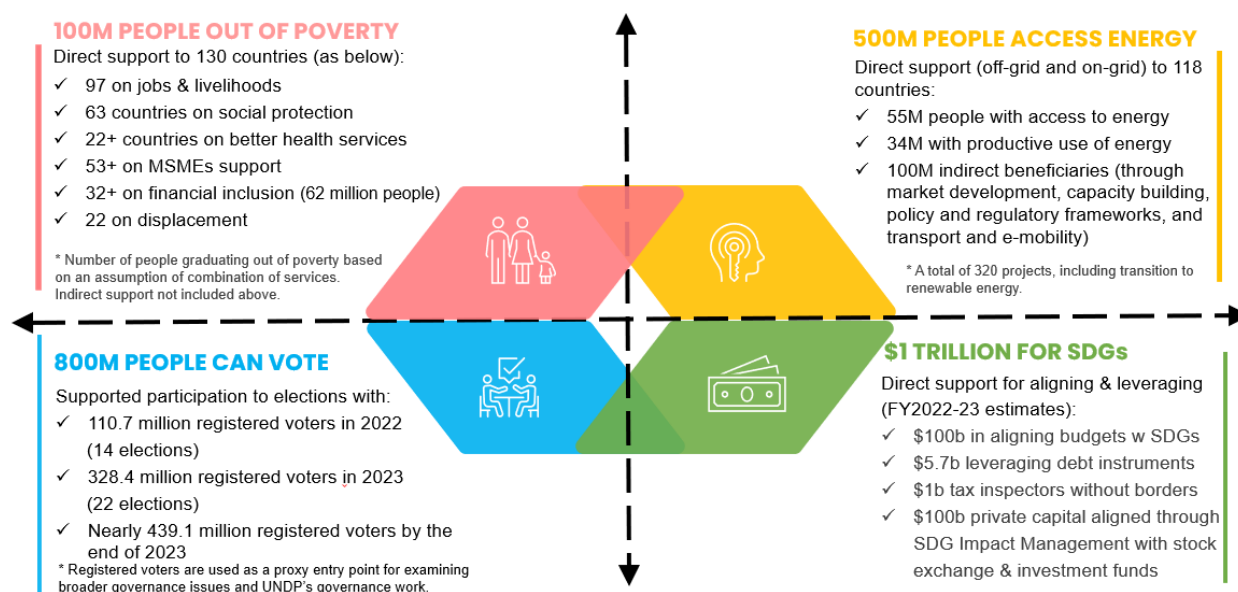 100M PEOPLE OUT OF POVERTY
Direct support to 130 countries (as below):
✓ 97 on jobs & livelihoods
✓ 63 countries on social protection
✓ 22+ countries on better health services
✓ 53+ on MSMEs support
✓ 32+ on financial inclusion (62 million people)
✓ 22 on displacement
* Number of people graduating out of poverty based
on an assumption of combination of services.
Indirect support not included above.
500M PEOPLE ACCESS ENERGY
Direct support (off-grid and on-grid) to 118
countries:
✓ 55M people with access to energy
✓ 34M with productive use of energy
✓ 100M indirect beneficiaries (through
market development, capacity building,
policy and regulatory frameworks, and
transport and e-mobility)
* A total of 320 projects, including transition to
renewable energy.
800M PEOPLE CAN VOTE
Supported participation to elections with:
✓ 110.7 million registered voters in 2022
(14 elections)
✓ 328.4 million registered voters in 2023
(22 elections)
✓ Nearly 439.1 million registered voters by the
end of 2023
* Registered voters are used as a proxy entry point for examining
broader governance issues and UNDP's governance work.
$1 TRILLION FOR SDGs
Direct support for aligning & leveraging
(FY2022-23 estimates):
✓ $100b in aligning budgets w SDGs
✓ $5.7b leveraging debt instruments
✓ $1b tax inspectors without borders
✓ $100b private capital aligned through
SDG Impact Management with stock
exchange & investment funds